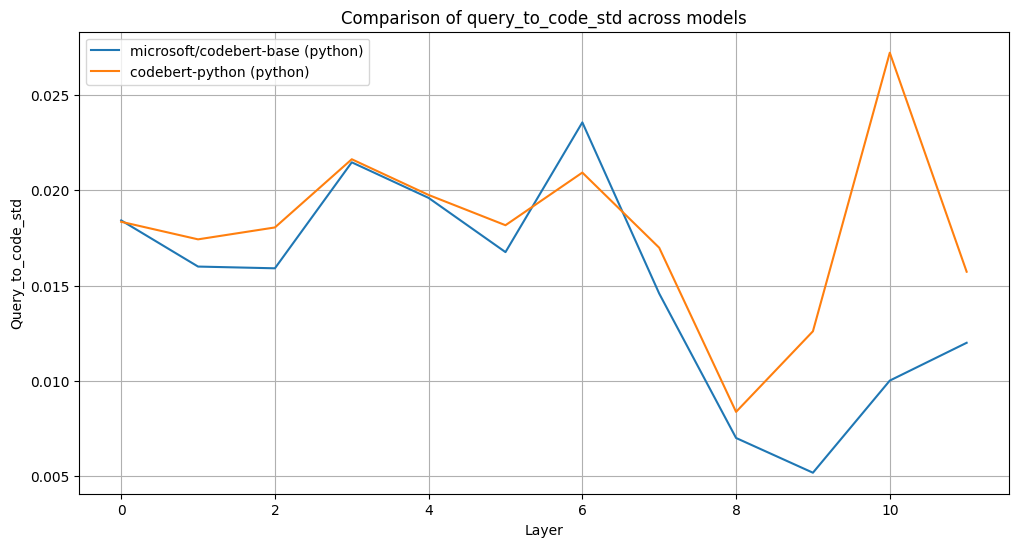 Comparison of query_to_code_std across models
microsoft/codebert-base (python)
codebert-python (python)
Query_to_code_std
0.025
0.020
0.015
0.010
0.005
0 2 4 6 8 10
Layer